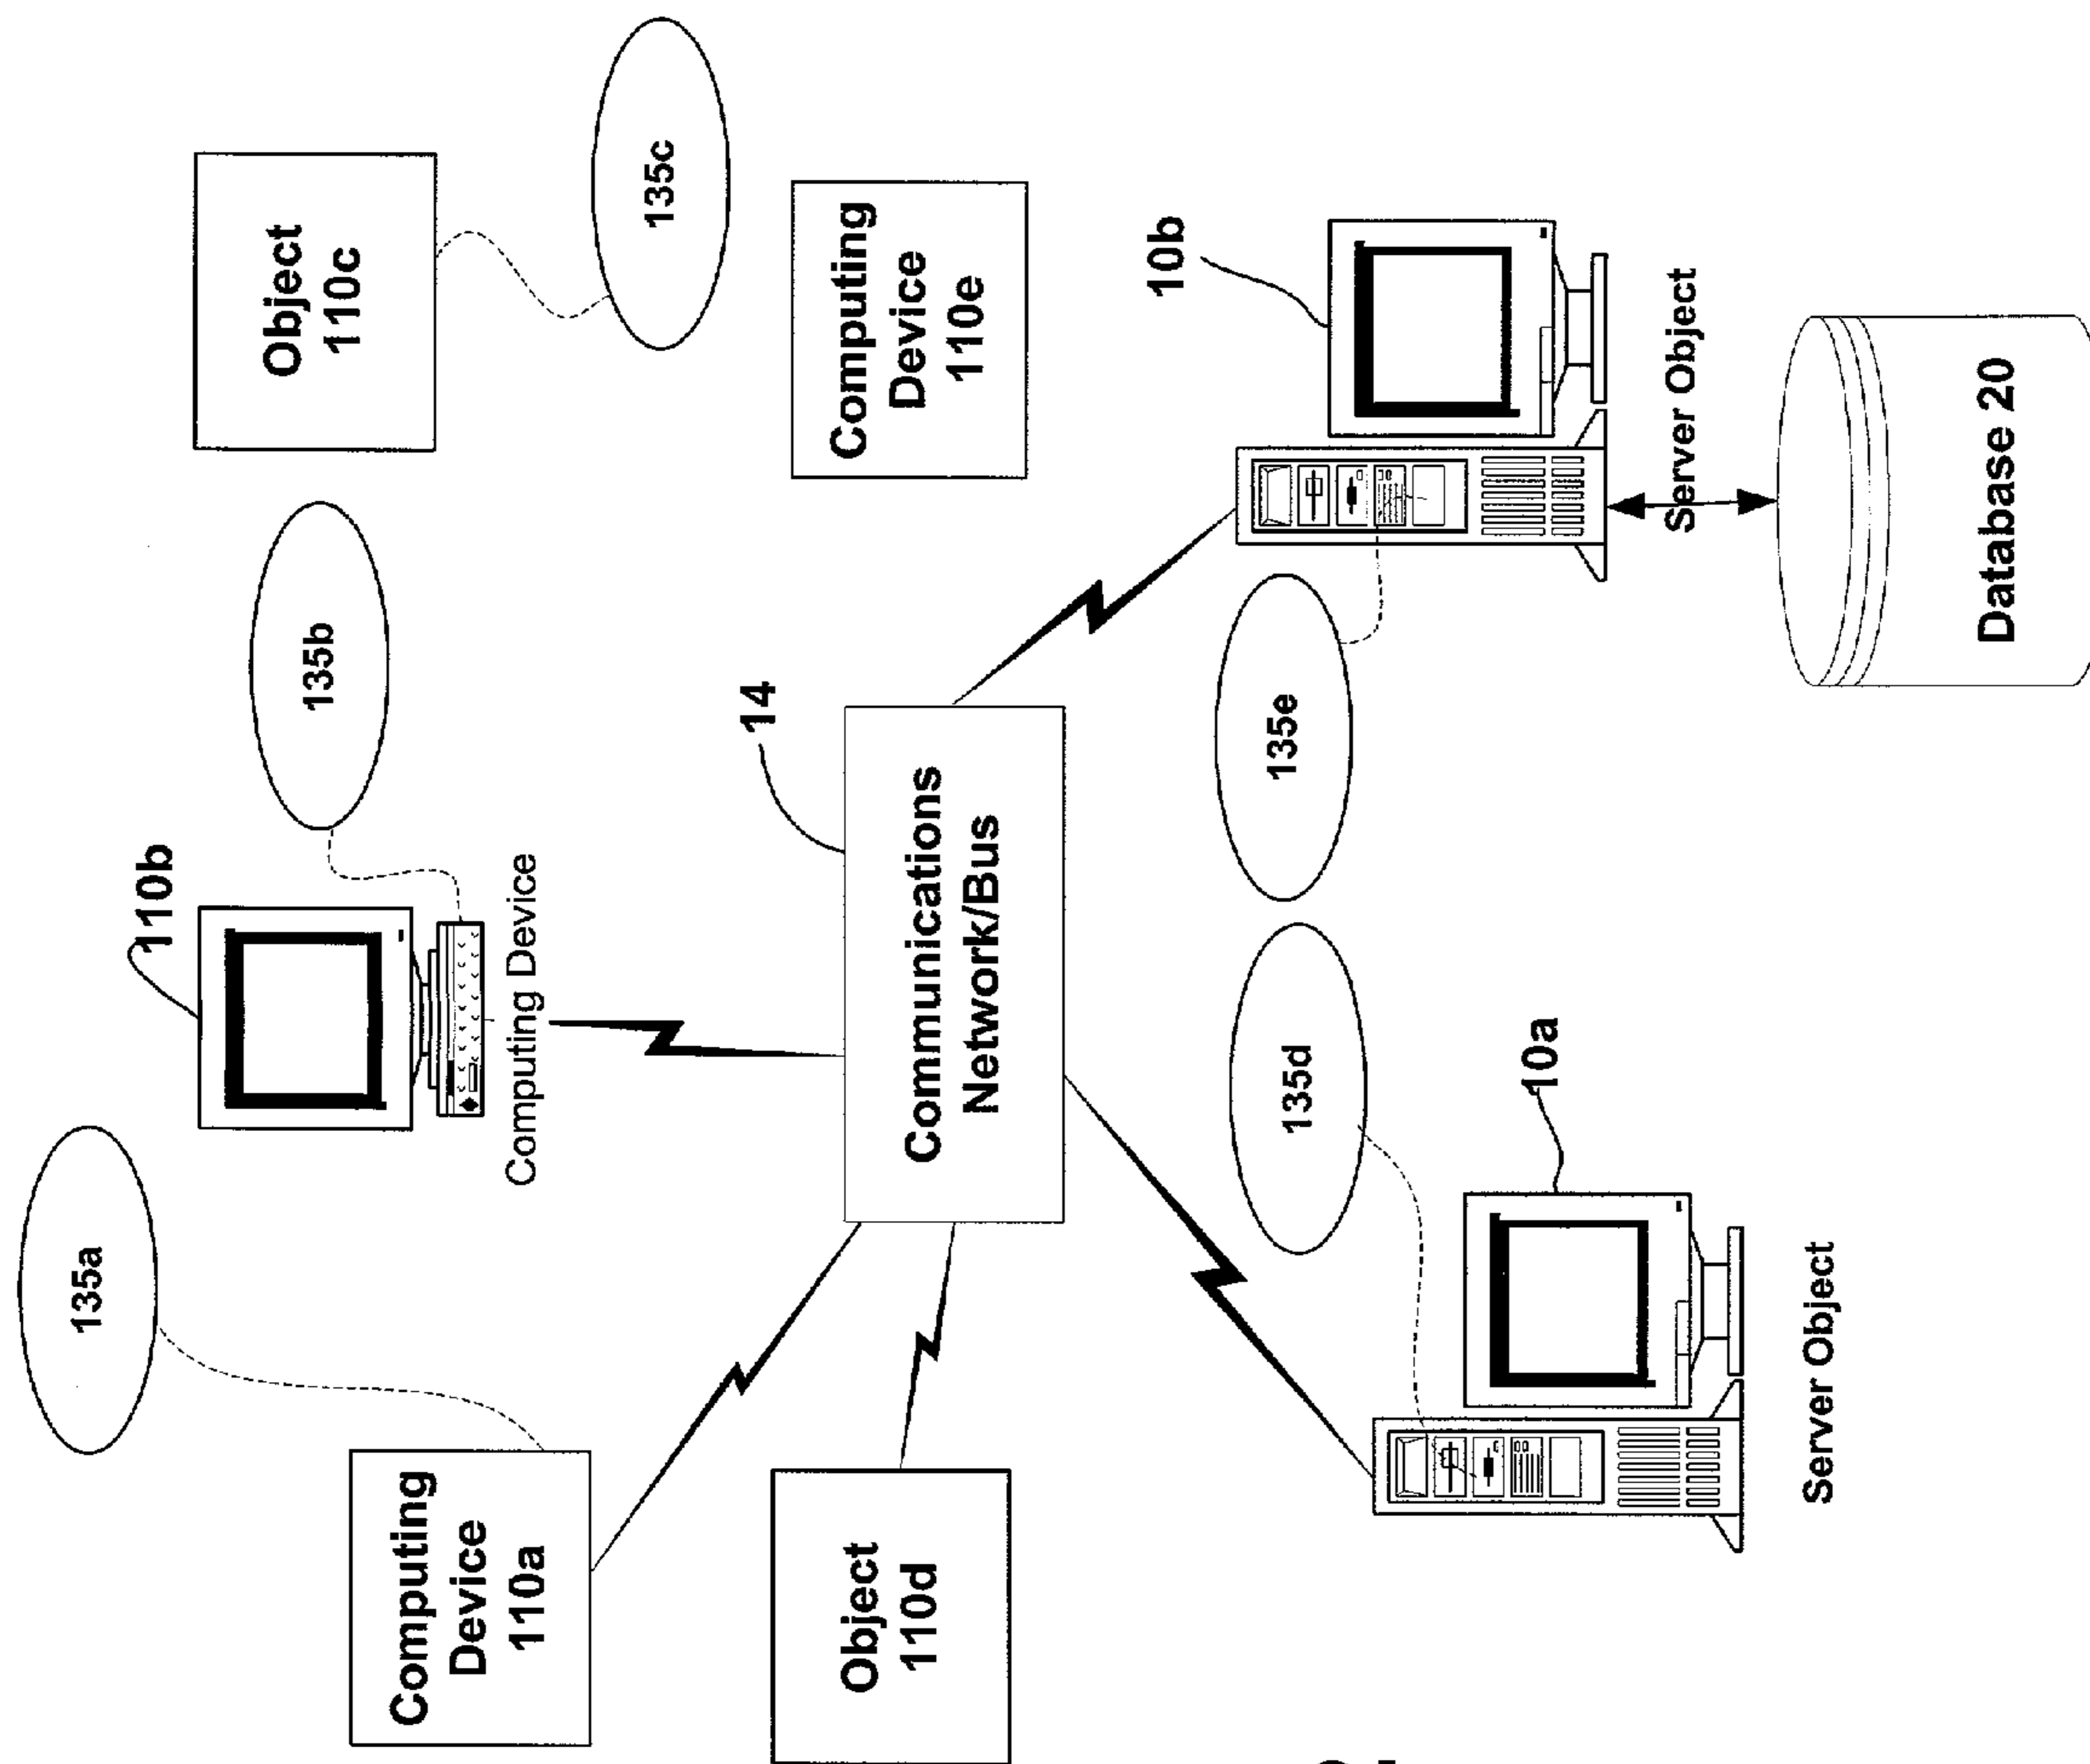 135a
110b
135b
Object
110c
Computing
Device
110a
Computing Device
135c
14
Object
110d
Communications
Network/Bus
Computing
Device
110e
10b
135d
135e
10a
Server Object
Server Object
Database 20